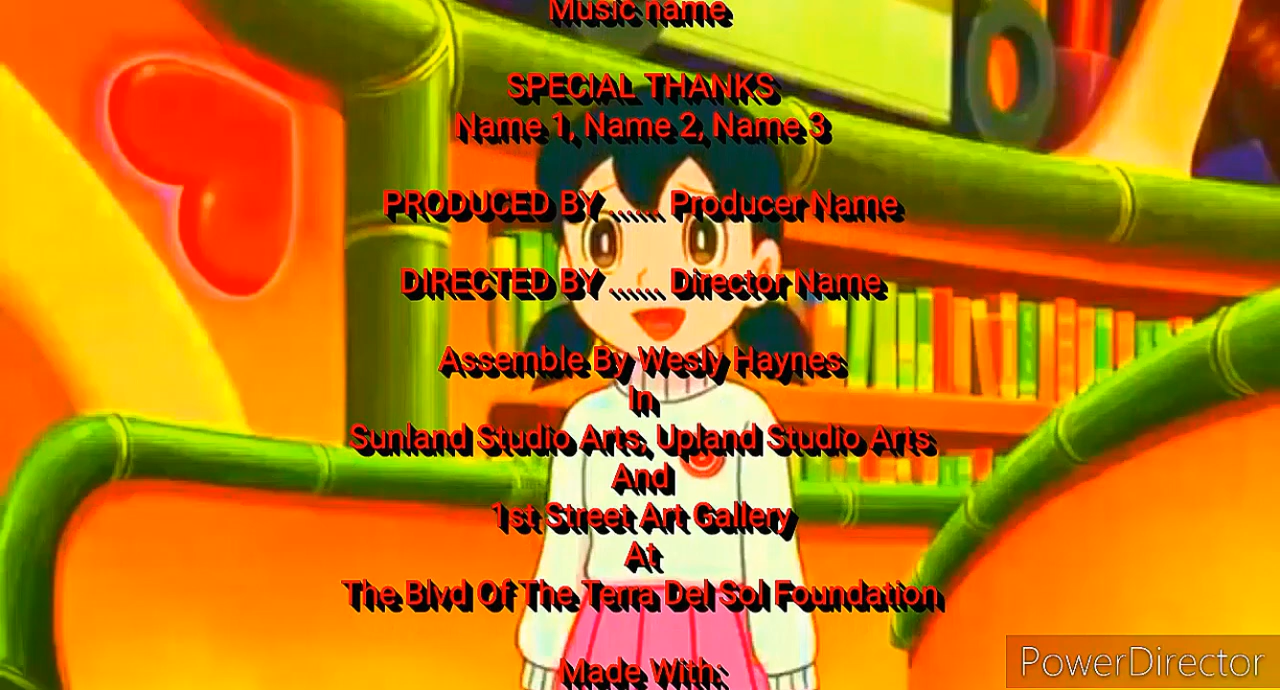 Music name
SPECIAL THANKS
Name 1, Name 2, Name 3
PRODUCED BY ...... Producer Name
DIRECTED BY ...... Director Name
Assemble By Wesly Haynes
In
Sunland Studio Arts, Upland Studio Arts
And
1st Street Art Gallery
At
The Blvd Of The Terra Del Sol Foundation
Made With:
PowerDirector